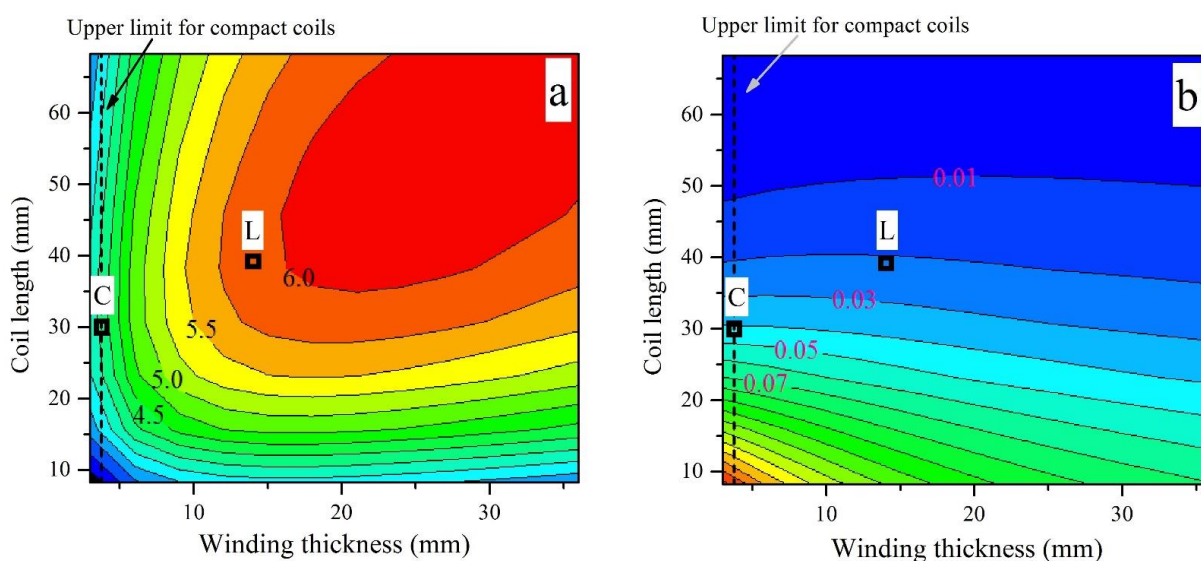 Upper limit for compact coils
a
60
50
40
30
20
10
Coil length (mm)
L
C
6.0
5.5
5.0
4.5
10
20
30
Winding thickness (mm)
Upper limit for compact coils
b
60
50
40
30
20
10
Coil length (mm)
0.01
L
0.03
C
0.05
0.07
10
20
30
Winding thickness (mm)